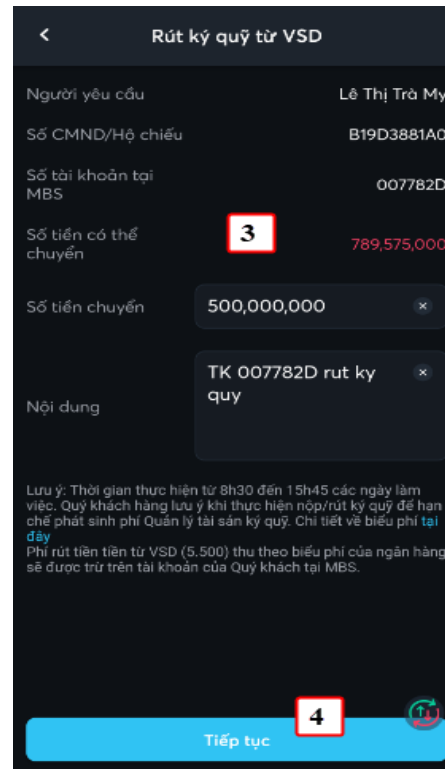 Rút ký quỹ từ VSD
Người yêu cầu Lê Thị Trà My
Số CMND/Hộ chiếu B19D3881A0
Số tài khoản tại
MBS
007782D
Số tiền có thể
chuyển
3
789,575,000
Số tiền chuyển 500,000,000
Nội dung
TK 007782D rut ky
quy
Lưu ý: Thời gian thực hiện từ 8h30 đến 15h45 các ngày làm
việc. Quý khách hàng lưu ý khi thực hiện nộp/rút ký quỹ để hạn
chế phát sinh phí Quản lý tài sản ký quỹ. Chi tiết về biểu phí tại
đây
Phí rút tiền tiền từ VSD (5.500) thu theo biểu phí của ngân hàng
sẽ được trừ trên tài khoản của Quý khách tại MBS.
4
Tiếp tục